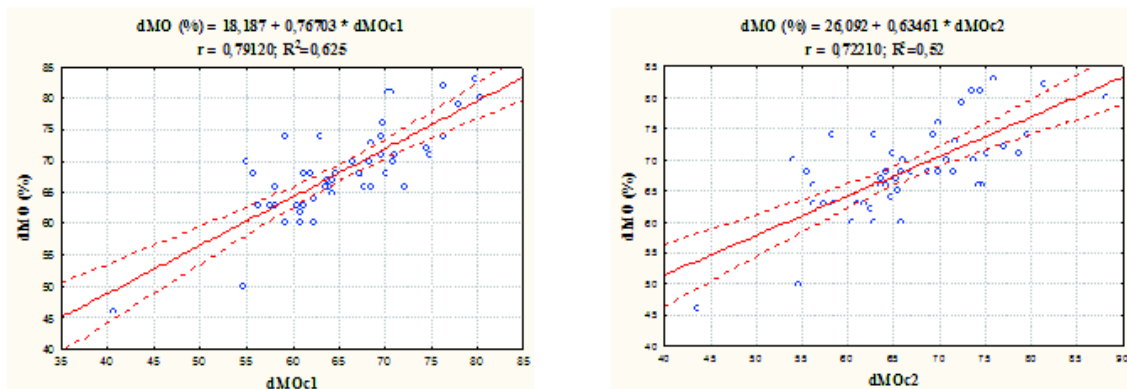 dMO (%) = 18,187 + 0,76703 * dMOc1
r = 0,79120; R²=0,625
85
80
75
70
65
60
55
50
45
40
dMO (%)
35 40 45 50 55 60 65 70 75 80 85
dMOc1
dMO (%) = 26,092 + 0,63461 * dMOc2
r = 0,72210; R²=0,52
85
80
75
70
65
60
55
50
45
40
dMO (%)
40 45 50 55 60 65 70 75 80 85 90
dMOc2